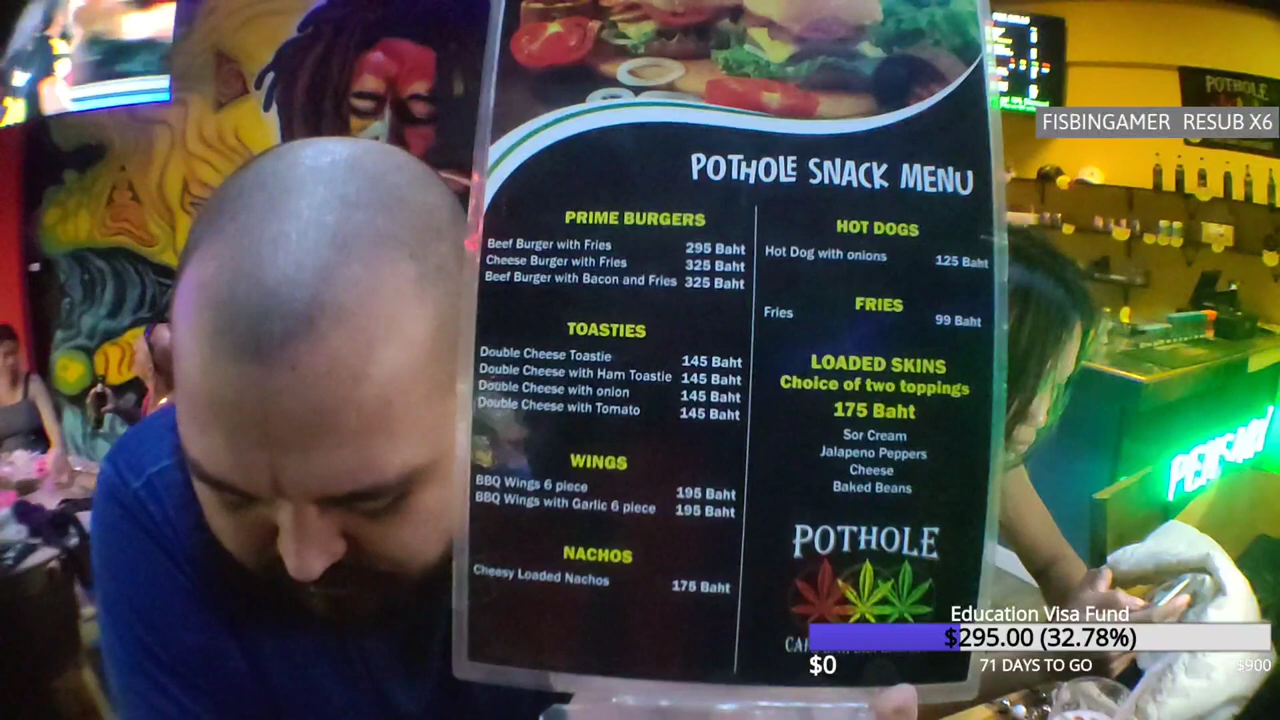 POTHOLE
FISBINGAMER RESUB X6
POTHOLE SNACK MENU
PRIME BURGERS
Beef Burger with Fries 295 Baht
Cheese Burger with Fries 325 Baht
Beef Burger with Bacon and Fries 325 Baht
TOASTIES
Double Cheese Toastie 145 Baht
Double Cheese with Ham Toastie 145 Baht
Double Cheese with onion 145 Baht
Double Cheese with Tomato 145 Baht
WINGS
BBQ Wings 6 piece 195 Baht
BBQ Wings with Garlic 6 piece 195 Baht
NACHOS
Cheesy Loaded Nachos 175 Baht
HOT DOGS
Hot Dog with onions 125 Baht
FRIES
Fries 99 Baht
LOADED SKINS
Choice of two toppings
175 Baht
Sor Cream
Jalapeno Peppers
Cheese
Baked Beans
POTHOLE
Education Visa Fund
$295.00 (32.78%)
$0 71 DAYS TO GO $900